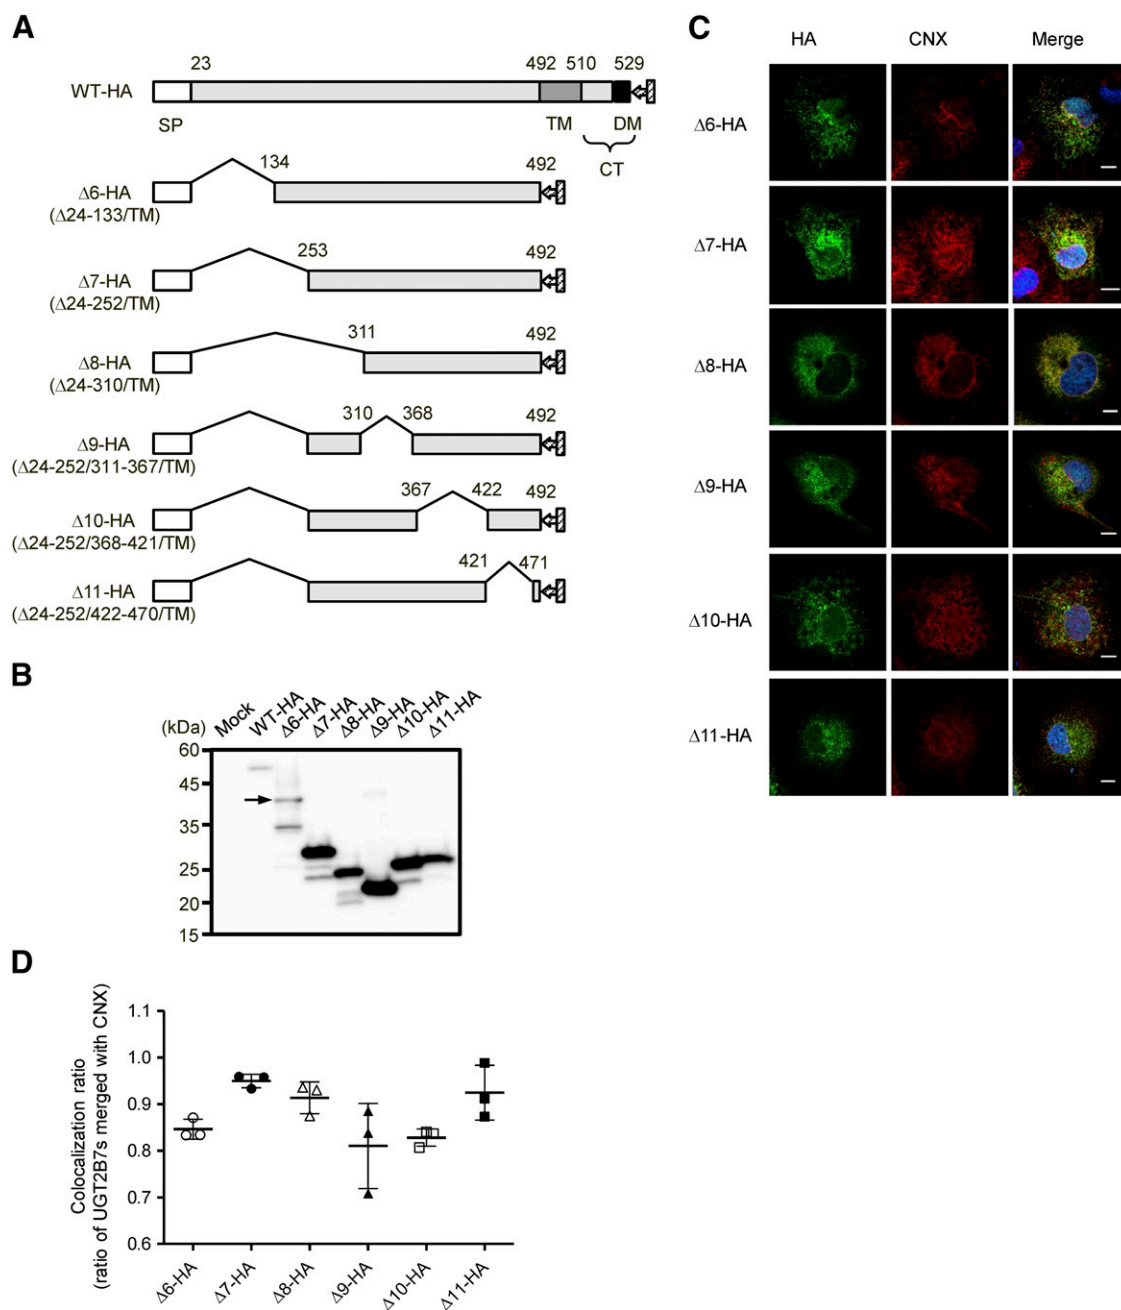 A
23 492 510 529
WT-HA
SP TM DM
CT
134 492
Δ6-HA
(Δ24-133/TM)
253 492
Δ7-HA
(Δ24-252/TM)
311 492
Δ8-HA
(Δ24-310/TM)
310 368 492
Δ9-HA
(Δ24-252/311-367/TM)
367 422 492
Δ10-HA
(Δ24-252/368-421/TM)
421 471
Δ11-HA
(Δ24-252/422-470/TM)
B
(kDa) Mock WT-HA Δ6-HA Δ7-HA Δ8-HA Δ9-HA Δ10-HA Δ11-HA
60
45
35
25
20
15
C
HA CNX Merge
Δ6-HA
Δ7-HA
Δ8-HA
Δ9-HA
Δ10-HA
Δ11-HA
D
Colocalization ratio
(ratio of UGT2B7s merged with CNX)
1.1
1.0
0.9
0.8
0.7
0.6
Δ6-HA Δ7-HA Δ8-HA Δ9-HA Δ10-HA Δ11-HA